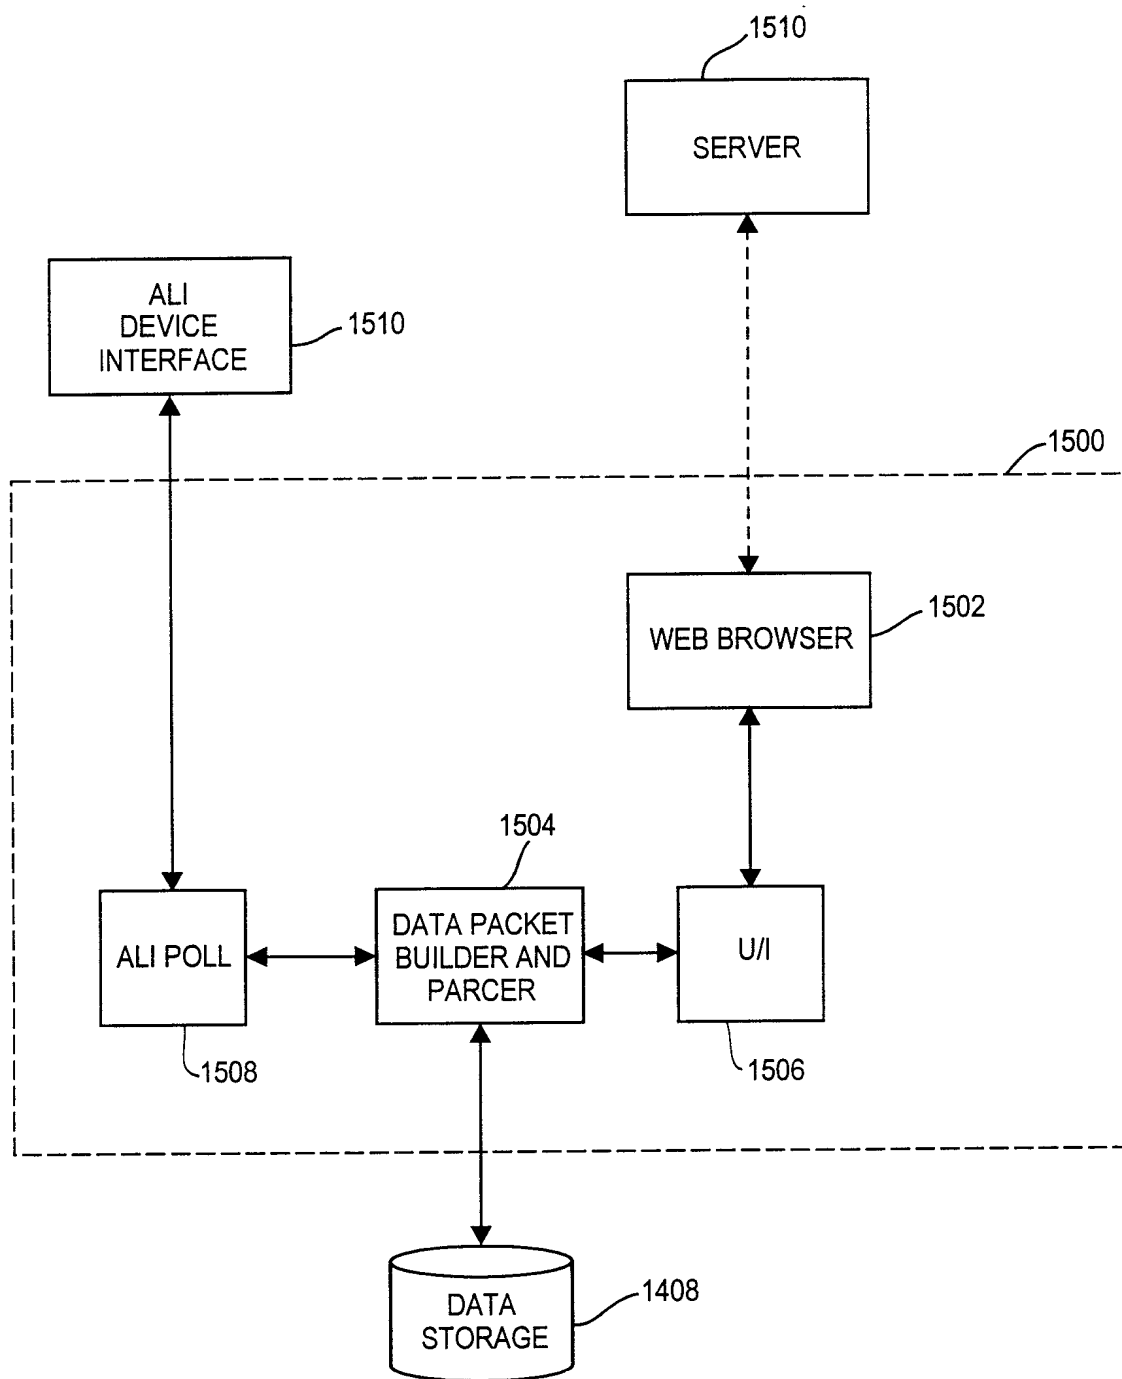 1510
SERVER
ALI
DEVICE
INTERFACE
1510
1500
WEB BROWSER
1502
1504
ALI POLL
DATA PACKET
BUILDER AND
PARCER
U/I
1508
1506
DATA
STORAGE
1408